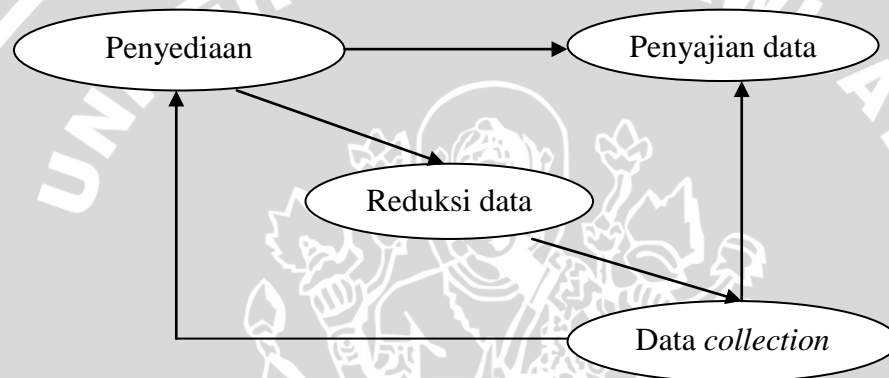 Penyediaan
Penyajian data
Reduksi data
Data collection